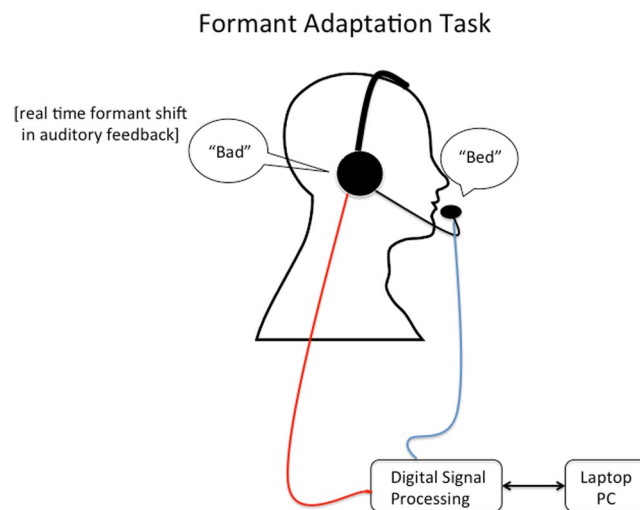 Formant Adaptation Task
[real time formant shift
in auditory feedback]
“Bad”
“Bed”
Digital Signal
Processing
Laptop
PC